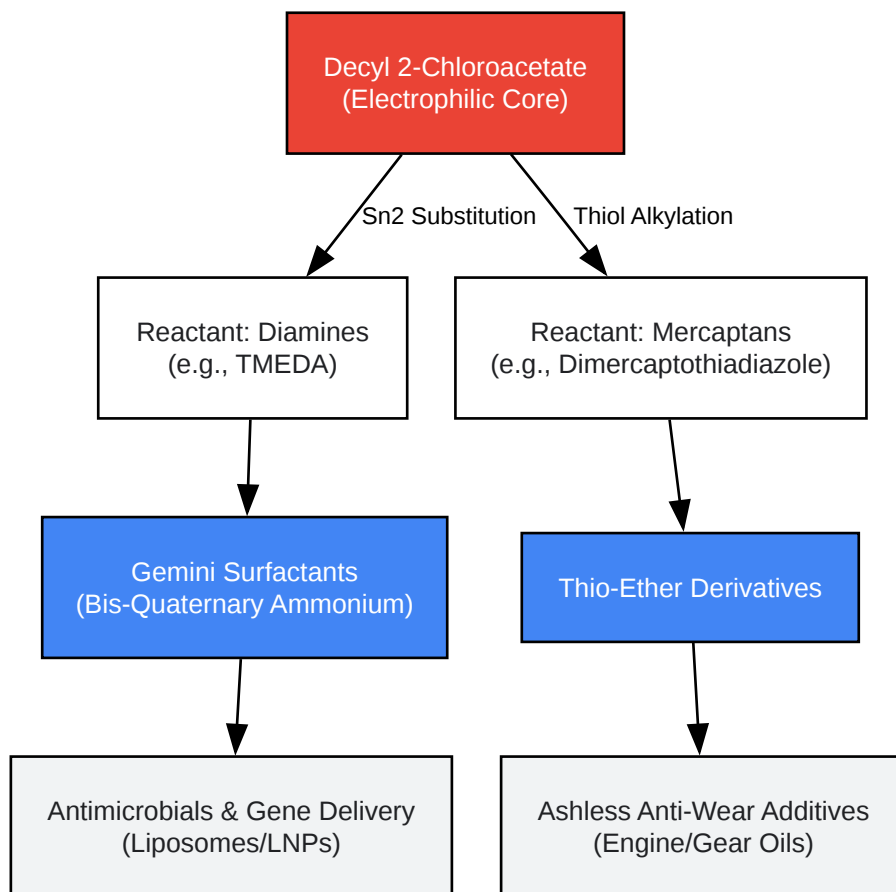 Decyl 2-Chloroacetate
(Electrophilic Core)
Sn2 Substitution
Thiol Alkylation
Reactant: Diamines
(e.g., TMEDA)
Reactant: Mercaptans
(e.g., Dimercaptothiadiazole)
Gemini Surfactants
(Bis-Quaternary Ammonium)
Thio-Ether Derivatives
Antimicrobials & Gene Delivery
(Liposomes/LNPs)
Ashless Anti-Wear Additives
(Engine/Gear Oils)